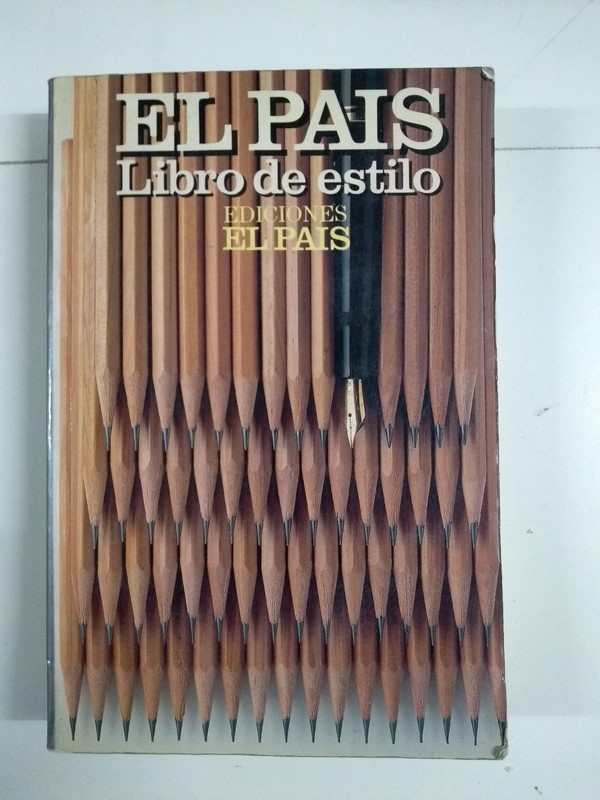 EL PAIS
Libro de estilo
EDICIONES
EL PAIS